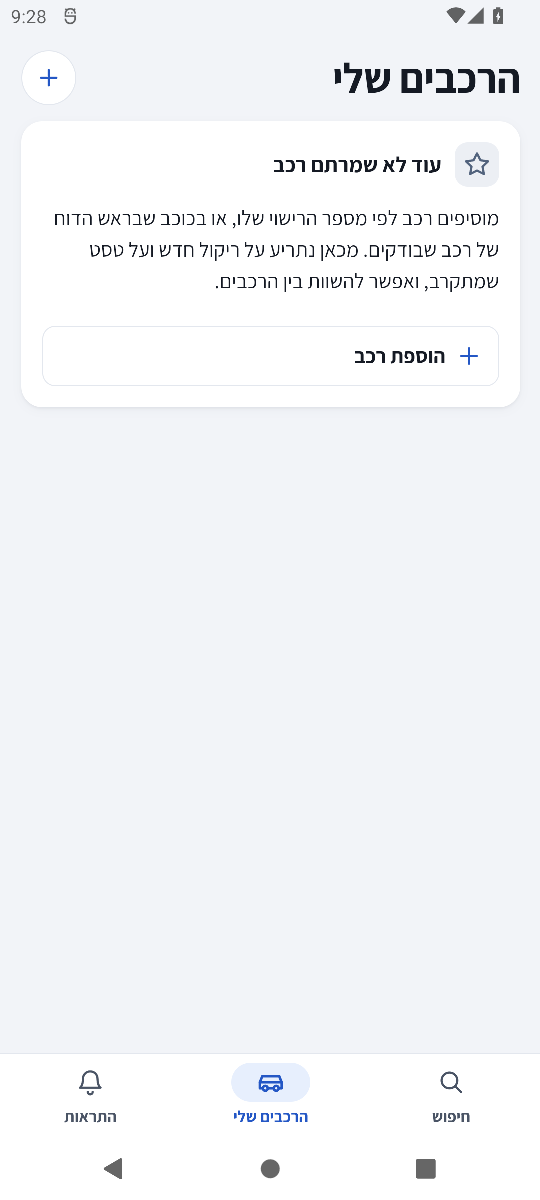 9:28
הרכבים שלי
עוד לא שמרתם רכב
מוסיפים רכב לפי מספר הרישוי שלו, או בכוכב שבראש הדוח
של רכב שבודקים. מכאן נתריע על ריקול חדש ועל טסט
שמתקרב, ואפשר להשוות בין הרכבים.
הוספת רכב
חיפוש
הרכבים שלי
התראות